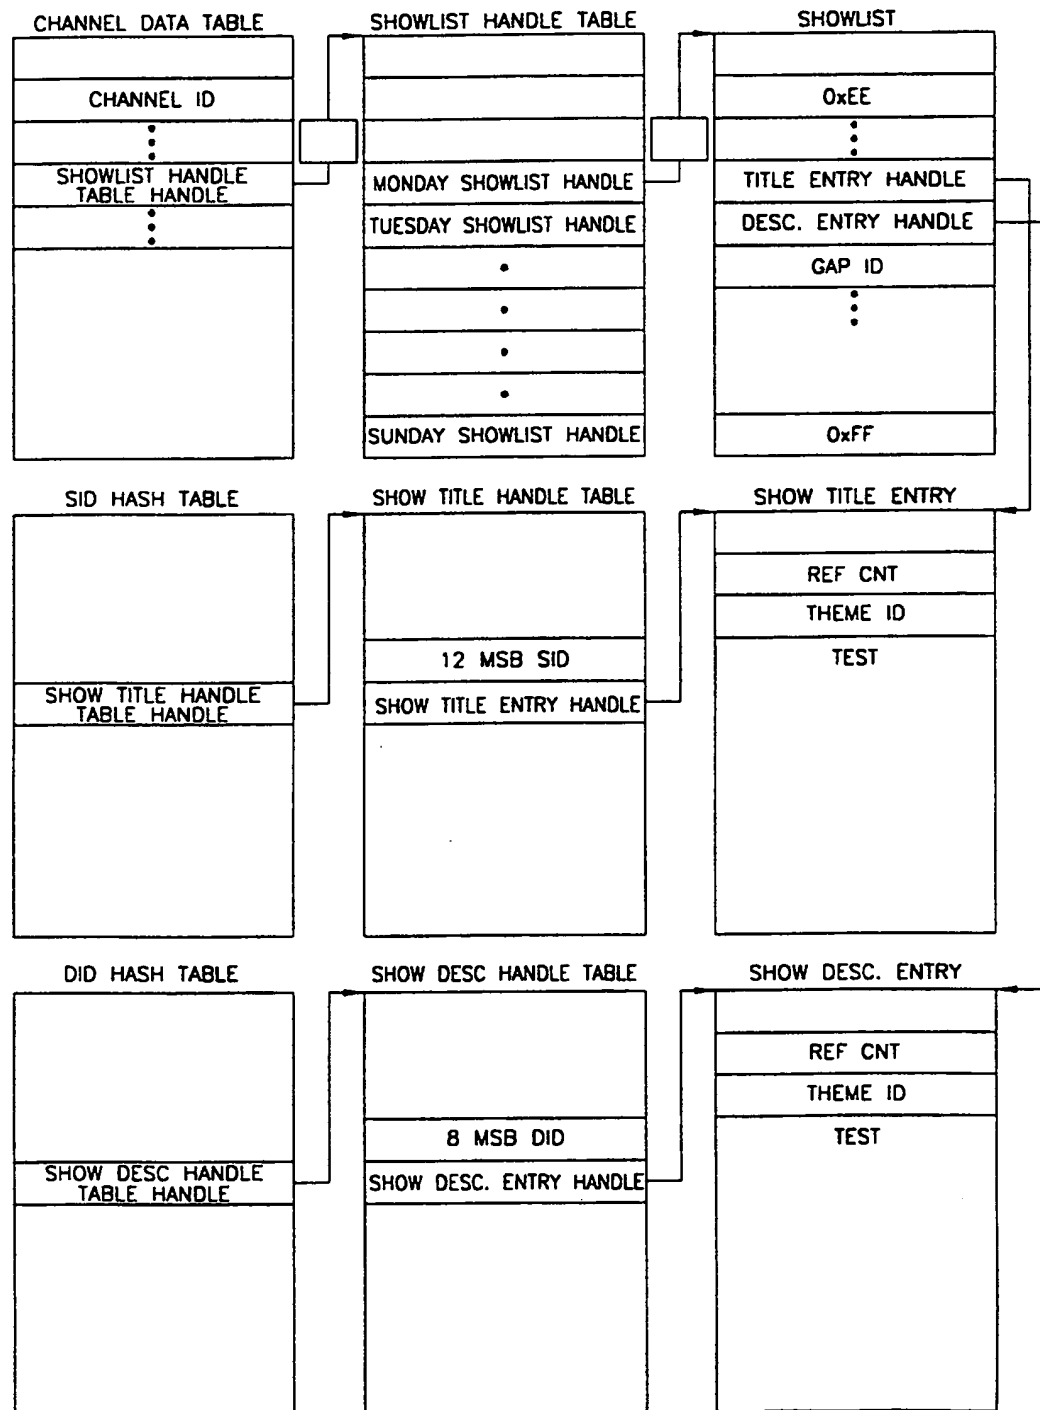 CHANNEL DATA TABLE
CHANNEL ID
SHOWLIST HANDLE
TABLE HANDLE
SHOWLIST HANDLE TABLE
MONDAY SHOWLIST HANDLE
TUESDAY SHOWLIST HANDLE
SUNDAY SHOWLIST HANDLE
SHOWLIST
0xEE
TITLE ENTRY HANDLE
DESC. ENTRY HANDLE
GAP ID
0xFF
SID HASH TABLE
SHOW TITLE HANDLE
TABLE HANDLE
SHOW TITLE HANDLE TABLE
12 MSB SID
SHOW TITLE ENTRY HANDLE
SHOW TITLE ENTRY
REF CNT
THEME ID
TEST
DID HASH TABLE
SHOW DESC HANDLE
TABLE HANDLE
SHOW DESC HANDLE TABLE
8 MSB DID
SHOW DESC. ENTRY HANDLE
SHOW DESC. ENTRY
REF CNT
THEME ID
TEST